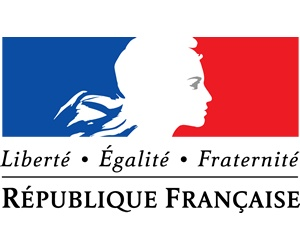 Liberté • Égalité • Fraternité
RÉPUBLIQUE FRANÇAISE